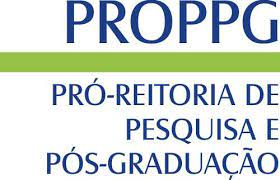 PROPPG
PRÓ-REITORIA DE
PESQUISA E
PÓS-GRADUAÇÃO